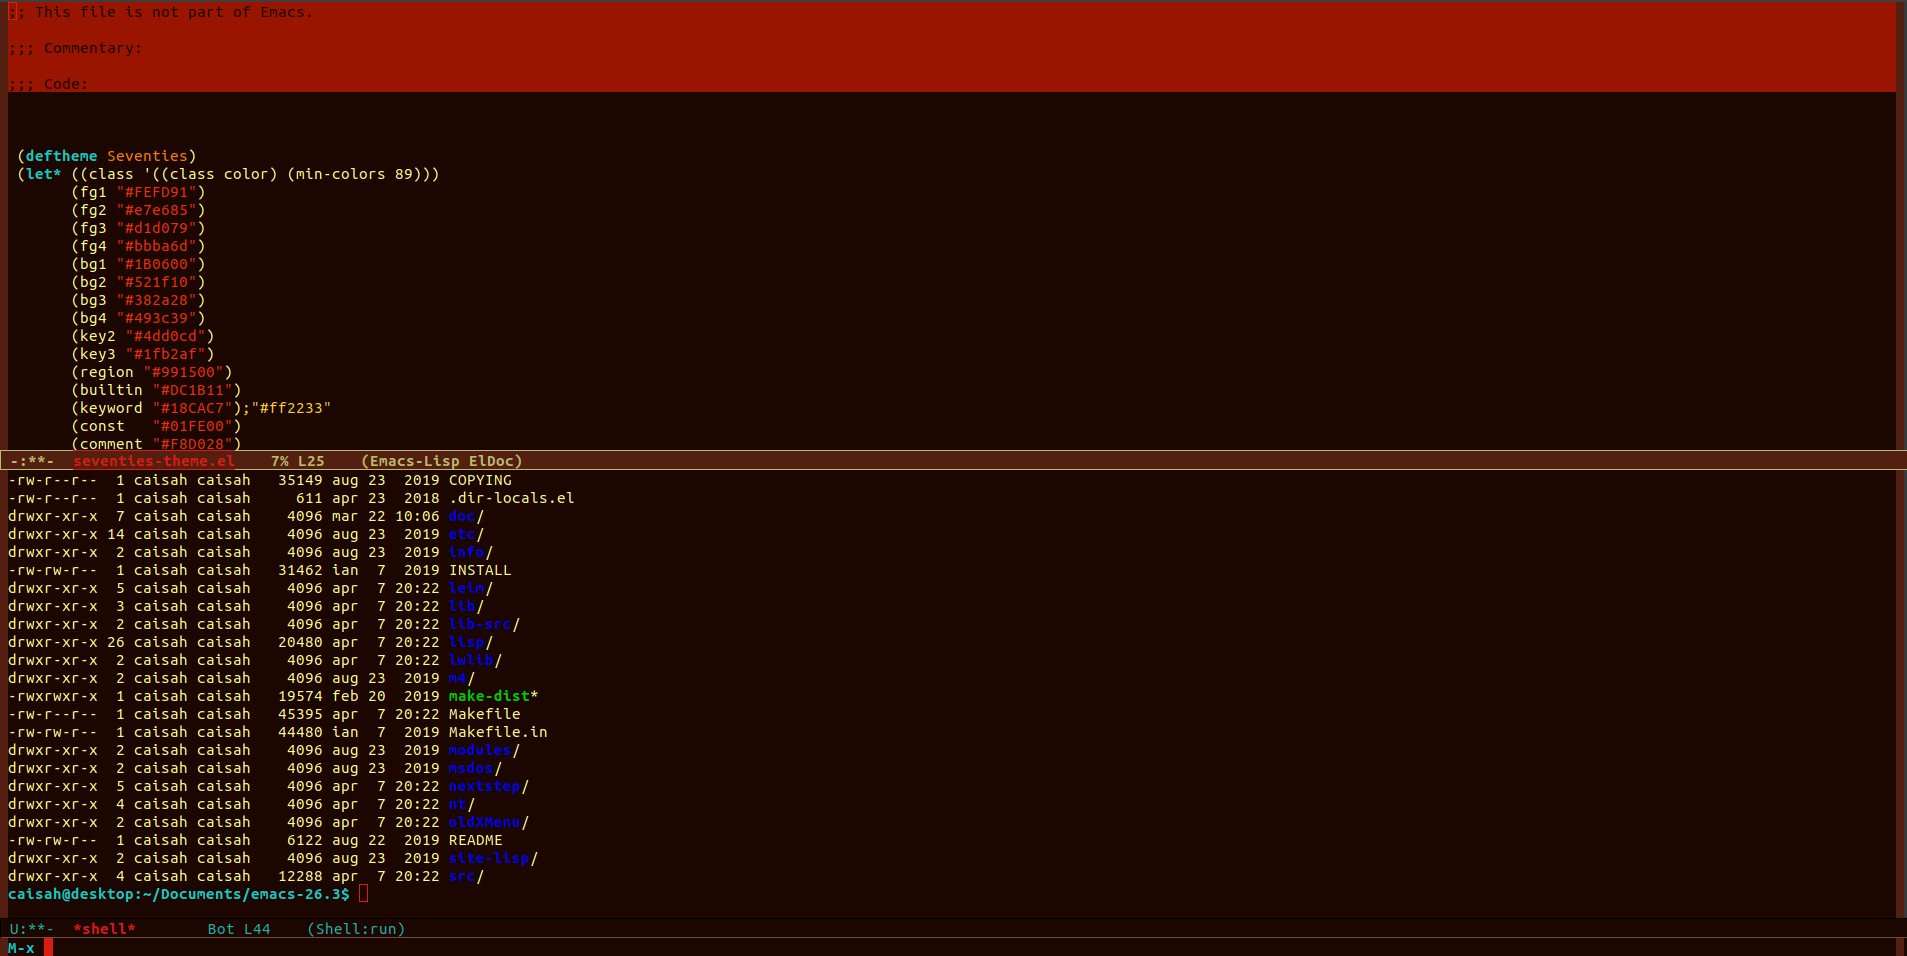 ;; This file is not part of Emacs.
;;; Commentary:
;;; Code:
(deftheme Seventies)
(let* ((class '((class color) (min-colors 89)))
(fg1 "#FEFD91")
(fg2 "#e7e685")
(fg3 "#d1d079")
(fg4 "#bbba6d")
(bg1 "#1B0600")
(bg2 "#521f10")
(bg3 "#382a28")
(bg4 "#493c39")
(key2 "#4dd0cd")
(key3 "#1fb2af")
(region "#991500")
(builtin "#DC1B11")
(keyword "#18CAC7");"#ff2233"
(const   "#01FE00")
(comment "#F8D028")
-:**-  seventies-theme.el    7% L25    (Emacs-Lisp ElDoc)
-rw-r--r--  1 caisah caisah   35149 aug 23  2019 COPYING
-rw-r--r--  1 caisah caisah     611 apr 23  2018 .dir-locals.el
drwxr-xr-x  7 caisah caisah    4096 mar 22 10:06 doc/
drwxr-xr-x 14 caisah caisah    4096 aug 23  2019 etc/
drwxr-xr-x  2 caisah caisah    4096 aug 23  2019 info/
-rw-rw-r--  1 caisah caisah   31462 ian  7  2019 INSTALL
drwxr-xr-x  5 caisah caisah    4096 apr  7 20:22 leim/
drwxr-xr-x  3 caisah caisah    4096 apr  7 20:22 lib/
drwxr-xr-x  2 caisah caisah    4096 apr  7 20:22 lib-src/
drwxr-xr-x 26 caisah caisah   20480 apr  7 20:22 lisp/
drwxr-xr-x  2 caisah caisah    4096 apr  7 20:22 lwlib/
drwxr-xr-x  2 caisah caisah    4096 aug 23  2019 m4/
-rwxrwxr-x  1 caisah caisah   19574 feb 20  2019 make-dist*
-rw-r--r--  1 caisah caisah   45395 apr  7 20:22 Makefile
-rw-rw-r--  1 caisah caisah   44480 ian  7  2019 Makefile.in
drwxr-xr-x  2 caisah caisah    4096 aug 23  2019 modules/
drwxr-xr-x  2 caisah caisah    4096 aug 23  2019 msdos/
drwxr-xr-x  5 caisah caisah    4096 apr  7 20:22 nextstep/
drwxr-xr-x  4 caisah caisah    4096 apr  7 20:22 nt/
drwxr-xr-x  2 caisah caisah    4096 apr  7 20:22 oldXMenu/
-rw-rw-r--  1 caisah caisah    6122 aug 22  2019 README
drwxr-xr-x  2 caisah caisah    4096 aug 23  2019 site-lisp/
drwxr-xr-x  4 caisah caisah   12288 apr  7 20:22 src/
caisah@desktop:~/Documents/emacs-26.3$
U:**-  *shell*        Bot L44    (Shell:run)
M-x